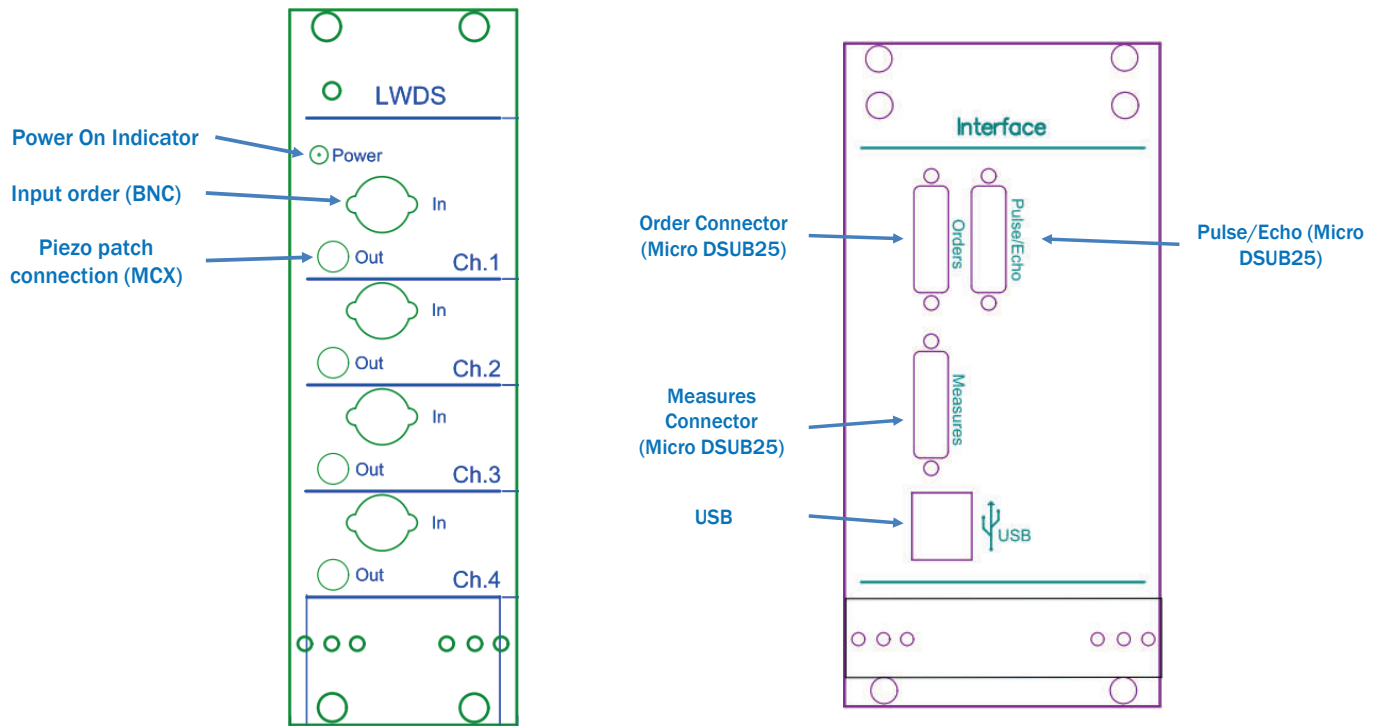 LWDS
Power On Indicator
Power
Input order (BNC)
In
Piezo patch
connection (MCX)
Out
Ch.1
In
Out
Ch.2
In
Out
Ch.3
In
Out
Ch.4
Interface
Order Connector
(Micro DSUB25)
Orders
Pulse/Echo
Pulse/Echo (Micro
DSUB25)
Measures
Connector
(Micro DSUB25)
Measures
USB
USB